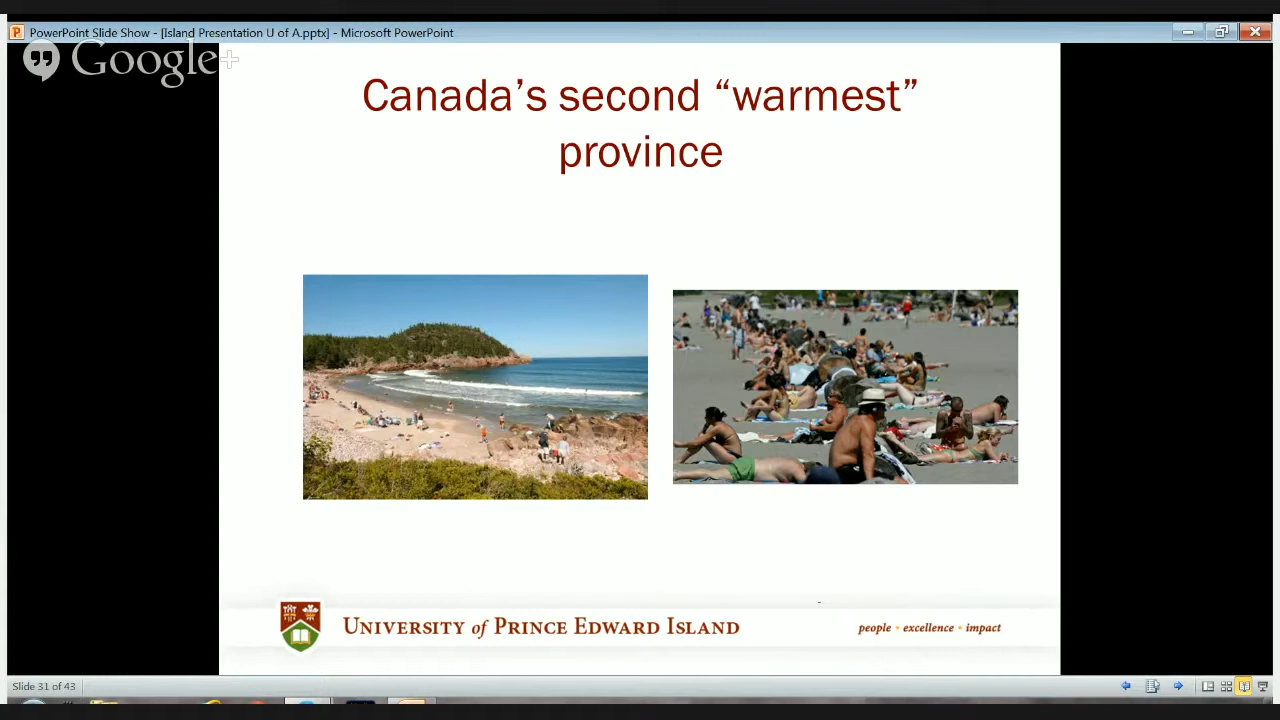 PowerPoint Slide Show - [Island Presentation U of A.pptx] - Microsoft PowerPoint
Google+
Canada's second “warmest”
province
UNIVERSITY of PRINCE EDWARD ISLAND
people • excellence • impact
Slide 31 of 43